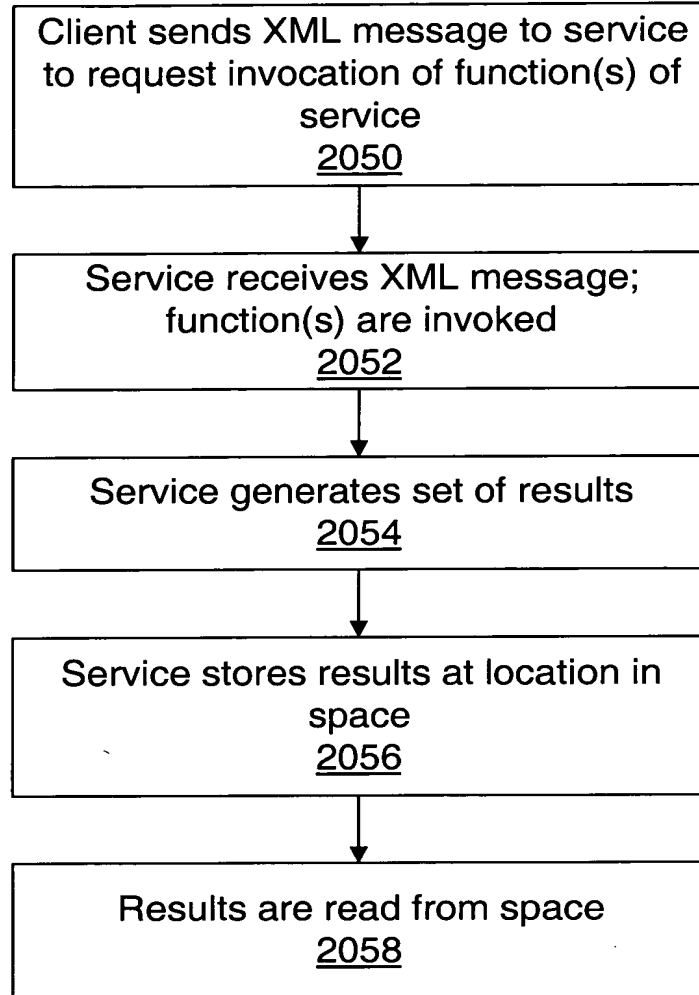 Client sends XML message to service
to request invocation of function(s) of
service
2050
Service receives XML message;
function(s) are invoked
2052
Service generates set of results
2054
Service stores results at location in
space
2056
Results are read from space
2058